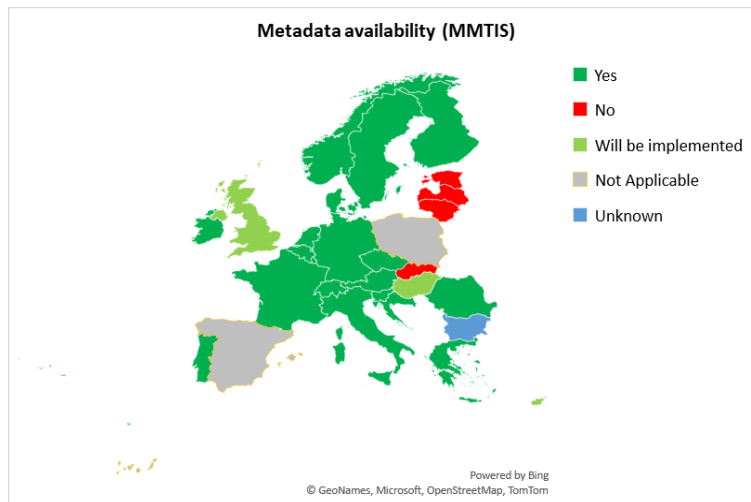 Metadata availability (MMTIS)
Yes
No
Will be implemented
Not Applicable
Unknown
Powered by Bing
© GeoNames, Microsoft, OpenStreetMap, TomTom